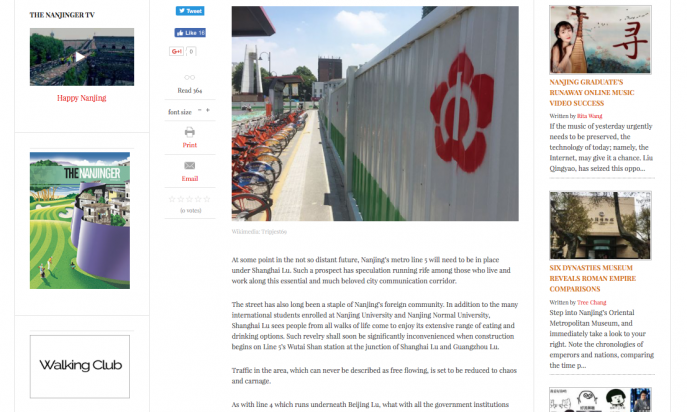 THE NANJINGER TV
Happy Nanjing
THE NANJINGER
Walking Club
Tweet
Like 18
G+1 0
Read 364
font size - +
Print
Email
(0 votes)
Wikimedia: Tripjenhn
At some point in the not so distant future, Nanjing's metro line 5 will need to be in place
under Shanghai Lu. Such a prospect has speculation running rife among those who live and
work along this essential and much beloved city communication corridor.
The street has also long been a staple of Nanjing's foreign community. In addition to the many
international students enrolled at Nanjing University and Nanjing Normal University,
Shanghai Lu sees people from all walks of life come to enjoy its extensive range of eating and
drinking options. Such revelry shall soon be significantly inconvenienced when construction
begins on Line 5's Wutai Shan station at the junction of Shanghai Lu and Guangzhou Lu.
Traffic in the area, which can never be described as free flowing, is set to be reduced to chaos
and carnage.
As with line 4 which runs underneath Beijing Lu, what with all the government institutions
寻
NANJING GRADUATE'S
RUNAWAY ONLINE MUSIC
VIDEO SUCCESS
Written by Rita Wang
If the music of yesterday urgently
needs to be preserved, the
technology of today; namely, the
Internet, may give it a chance. Liu
Qingyao, has seized this oppo...
SIX DYNASTIES MUSEUM
REVEALS ROMAN EMPIRE
COMPARISONS
Written by Tree Chang
Step into Nanjing's Oriental
Metropolitan Museum, and
immediately take a look to your
right. Note the chronologies of
emperors and nations, comparing
the time p...